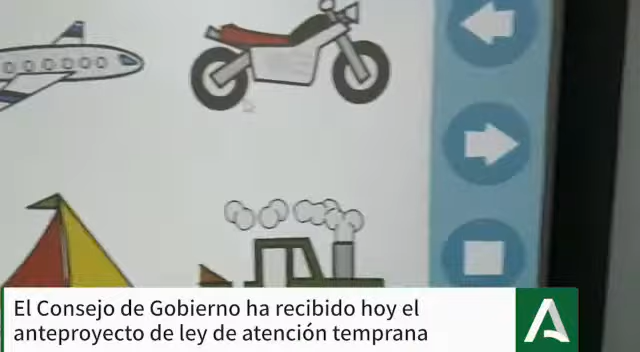 El Consejo de Gobierno ha recibido hoy el
anteproyecto de ley de atención temprana